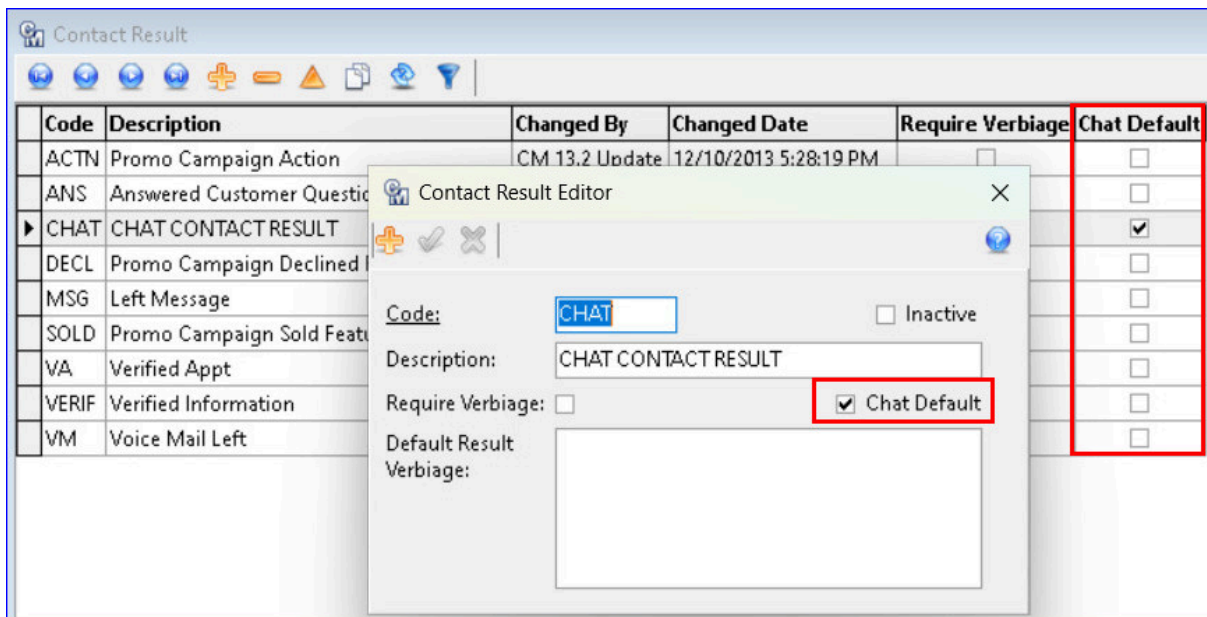 Contact Result
Code Description Changed By Changed Date Require Verbiage Chat Default
ACTN Promo Campaign Action CM 13.2 Update 12/10/2013 5:28:19 PM
ANS Answered Customer
CHAT CHAT CONTACT RESULT
DECL Promo Campaign Declined
MSG Left Message
SOLD Promo Campaign Sold
VA Verified Appt
VERIF Verified Information
VM Voice Mail Left
Contact Result Editor
Code: CHAT Inactive
Description: CHAT CONTACT RESULT
Require Verbiage: Chat Default
Default Result
Verbiage: